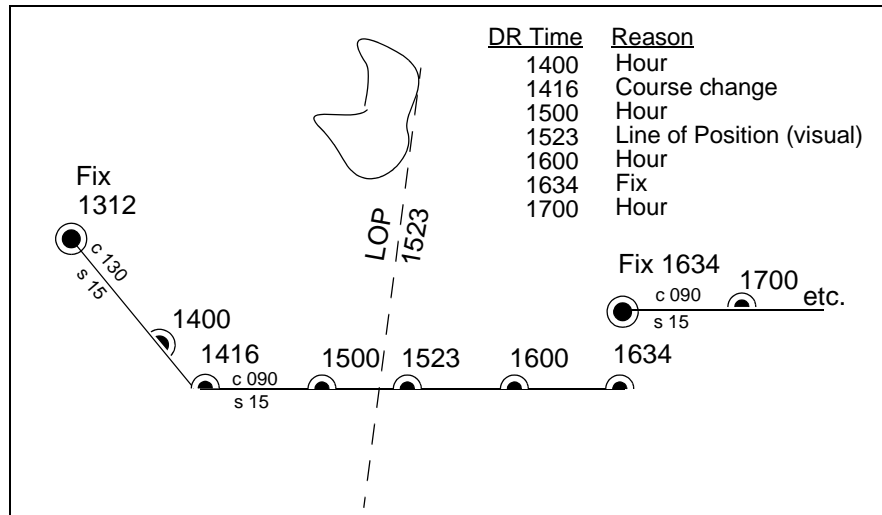 DR Time Reason
1400 Hour
1416 Course change
1500 Hour
1523 Line of Position (visual)
1600 Hour
1634 Fix
1700 Hour
Fix
1312
c 130
s 15
1400
1416
c 090
s 15
1500
LOP
1523
1523
1600
1634
Fix 1634
c 090
s 15
1700
etc.